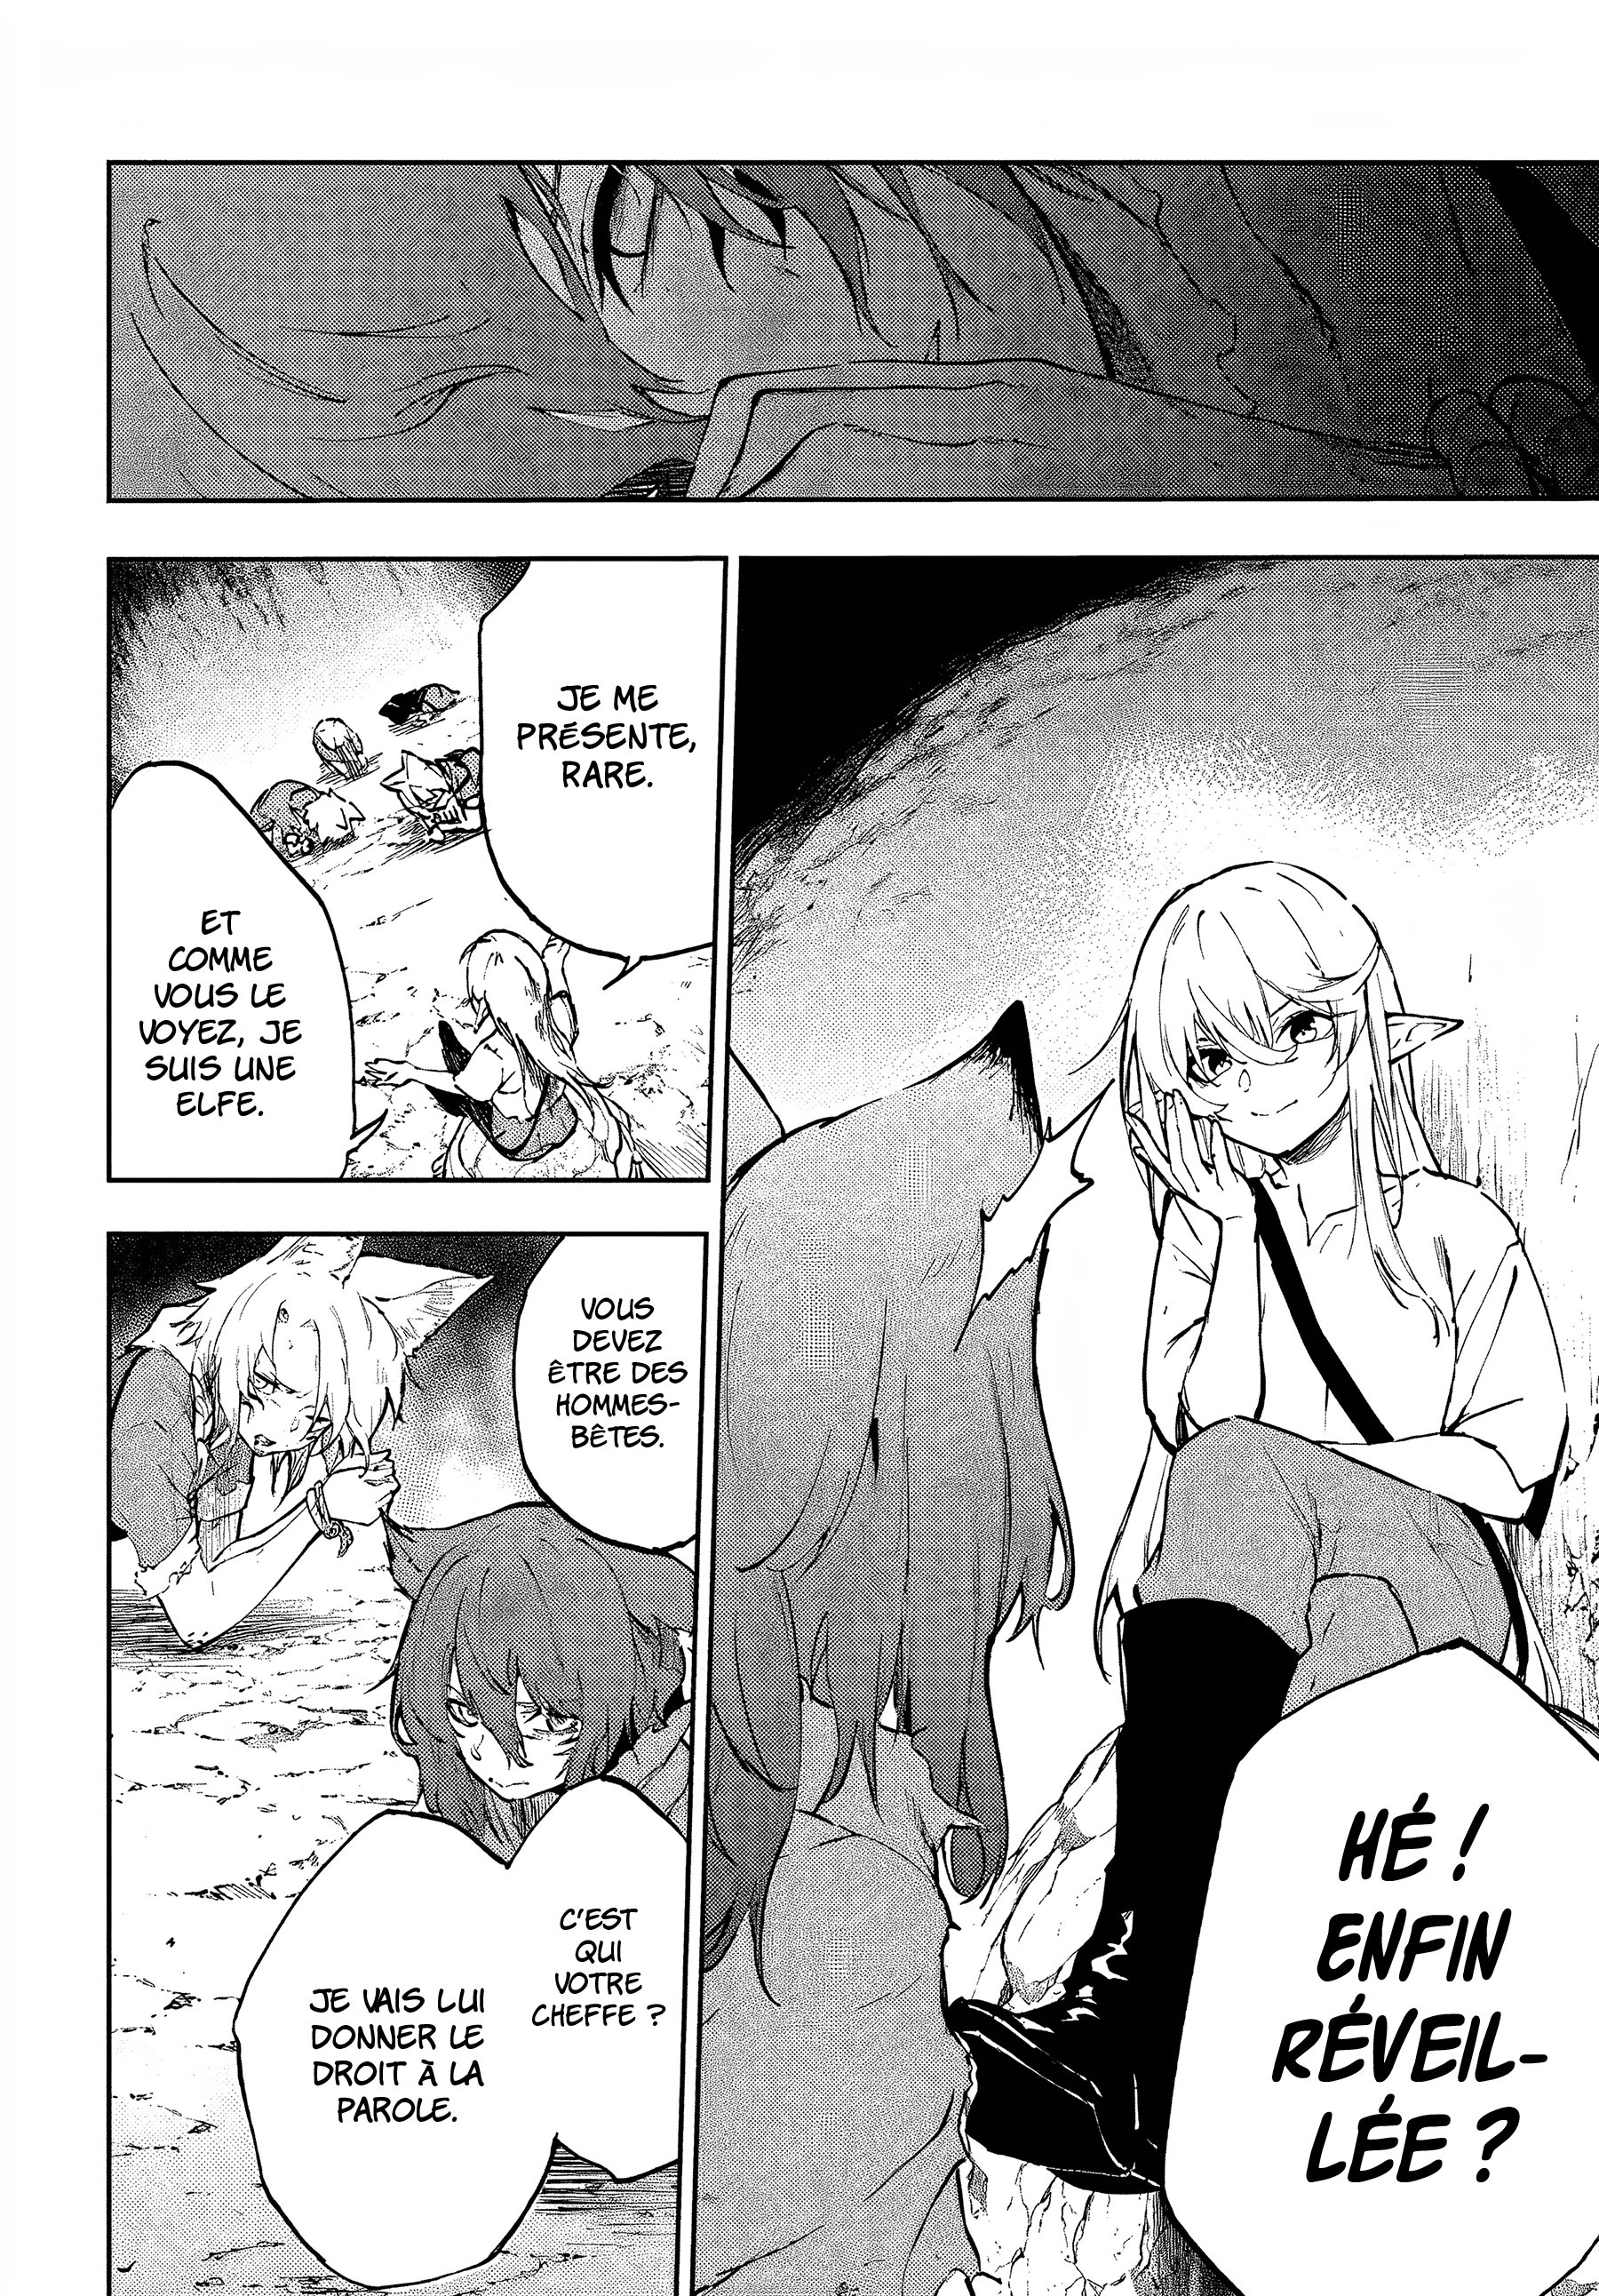 HÉ !
ENFIN
RÉVEIL-
LÉE ?
JE ME
PRÉSENTE,
RARE.
ET
COMME
VOUS LE
VOYEZ, JE
SUIS UNE
ELFE.
VOUS
DEVEZ
ÊTRE DES
HOMMES-
BÊTES.
C'EST
QUI
VOTRE
CHEFFE ?
JE VAIS LUI
DONNER LE
DROIT À LA
PAROLE.